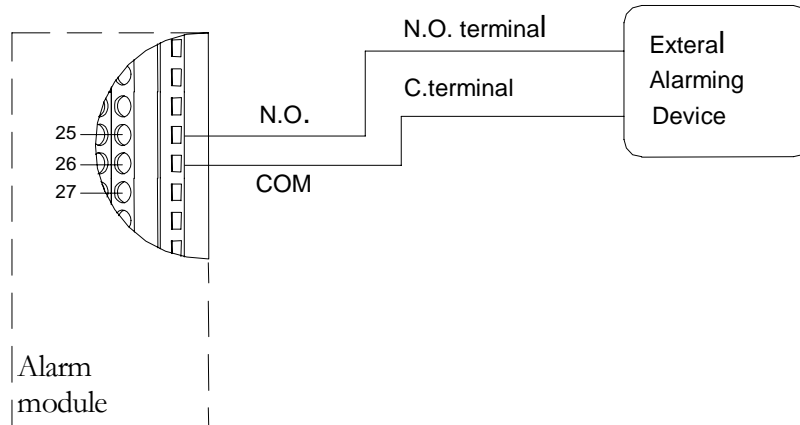 N.O. terminal
Exteral
Alarming
Device
C.terminal
N.O.
25
26
27
COM
Alarm
module